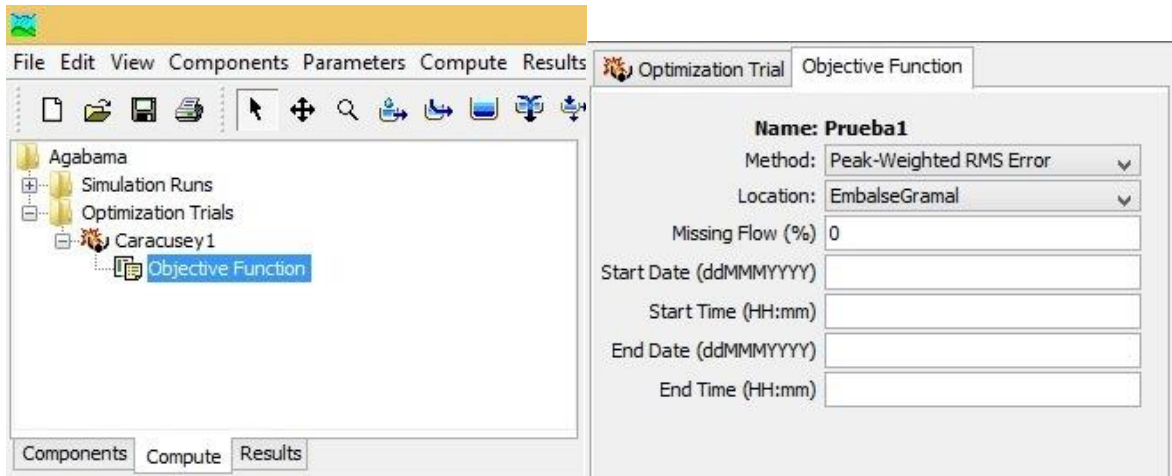 File Edit View Components Parameters Compute Results
Agabama
Simulation Runs
Optimization Trials
Caracusey1
Objective Function
Components Compute Results
Optimization Trial Objective Function
Name: Prueba1
Method: Peak-Weighted RMS Error
Location: EmbalseGramal
Missing Flow (%) 0
Start Date (ddMMMYYYY)
Start Time (HH:mm)
End Date (ddMMMYYYY)
End Time (HH:mm)